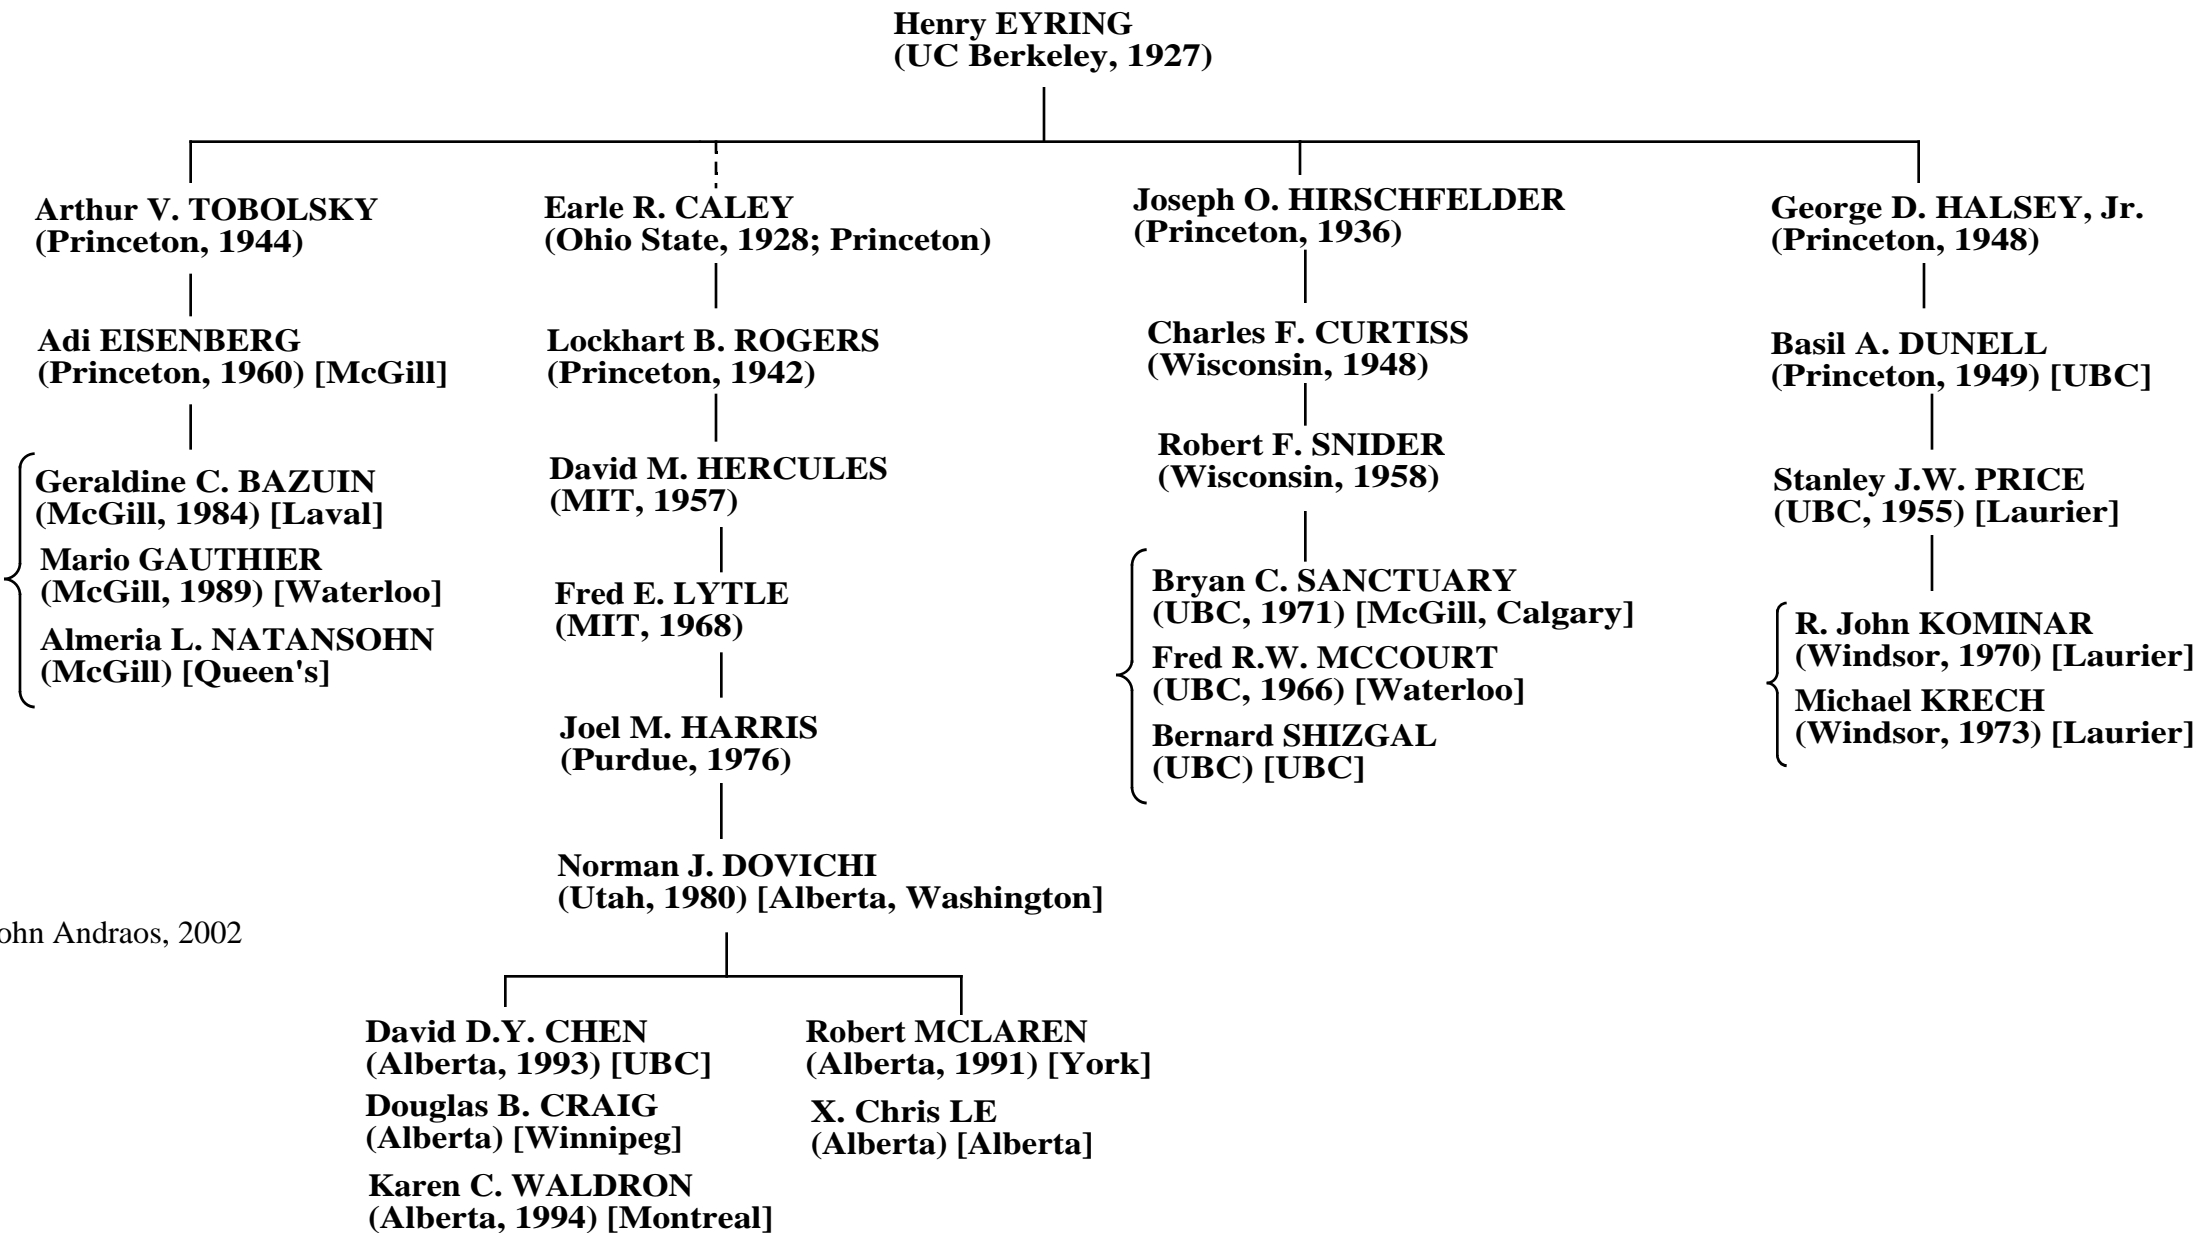 Henry EYRING
(UC Berkeley, 1927)
Arthur V. TOBOLSKY
(Princeton, 1944)
Adi EISENBERG
(Princeton, 1960) [McGill]
Geraldine C. BAZUIN
(McGill, 1984) [Laval]
Mario GAUTHIER
(McGill, 1989) [Waterloo]
Almeria L. NATANSOHN
(McGill) [Queen's]
Earle R. CALEY
(Ohio State, 1928; Princeton)
Lockhart B. ROGERS
(Princeton, 1942)
David M. HERCULES
(MIT, 1957)
Fred E. LYTLE
(MIT, 1968)
Joel M. HARRIS
(Purdue, 1976)
Norman J. DOVICHI
(Utah, 1980) [Alberta, Washington]
David D.Y. CHEN
(Alberta, 1993) [UBC]
Douglas B. CRAIG
(Alberta) [Winnipeg]
Karen C. WALDRON
(Alberta, 1994) [Montreal]
Robert MCLAREN
(Alberta, 1991) [York]
X. Chris LE
(Alberta) [Alberta]
Joseph O. HIRSCHFELDER
(Princeton, 1936)
Charles F. CURTISS
(Wisconsin, 1948)
Robert F. SNIDER
(Wisconsin, 1958)
Bryan C. SANCTUARY
(UBC, 1971) [McGill, Calgary]
Fred R.W. MCCOURT
(UBC, 1966) [Waterloo]
Bernard SHIZGAL
(UBC) [UBC]
George D. HALSEY, Jr.
(Princeton, 1948)
Basil A. DUNELL
(Princeton, 1949) [UBC]
Stanley J.W. PRICE
(UBC, 1955) [Laurier]
R. John KOMINAR
(Windsor, 1970) [Laurier]
Michael KRECH
(Windsor, 1973) [Laurier]
ohn Andraos, 2002